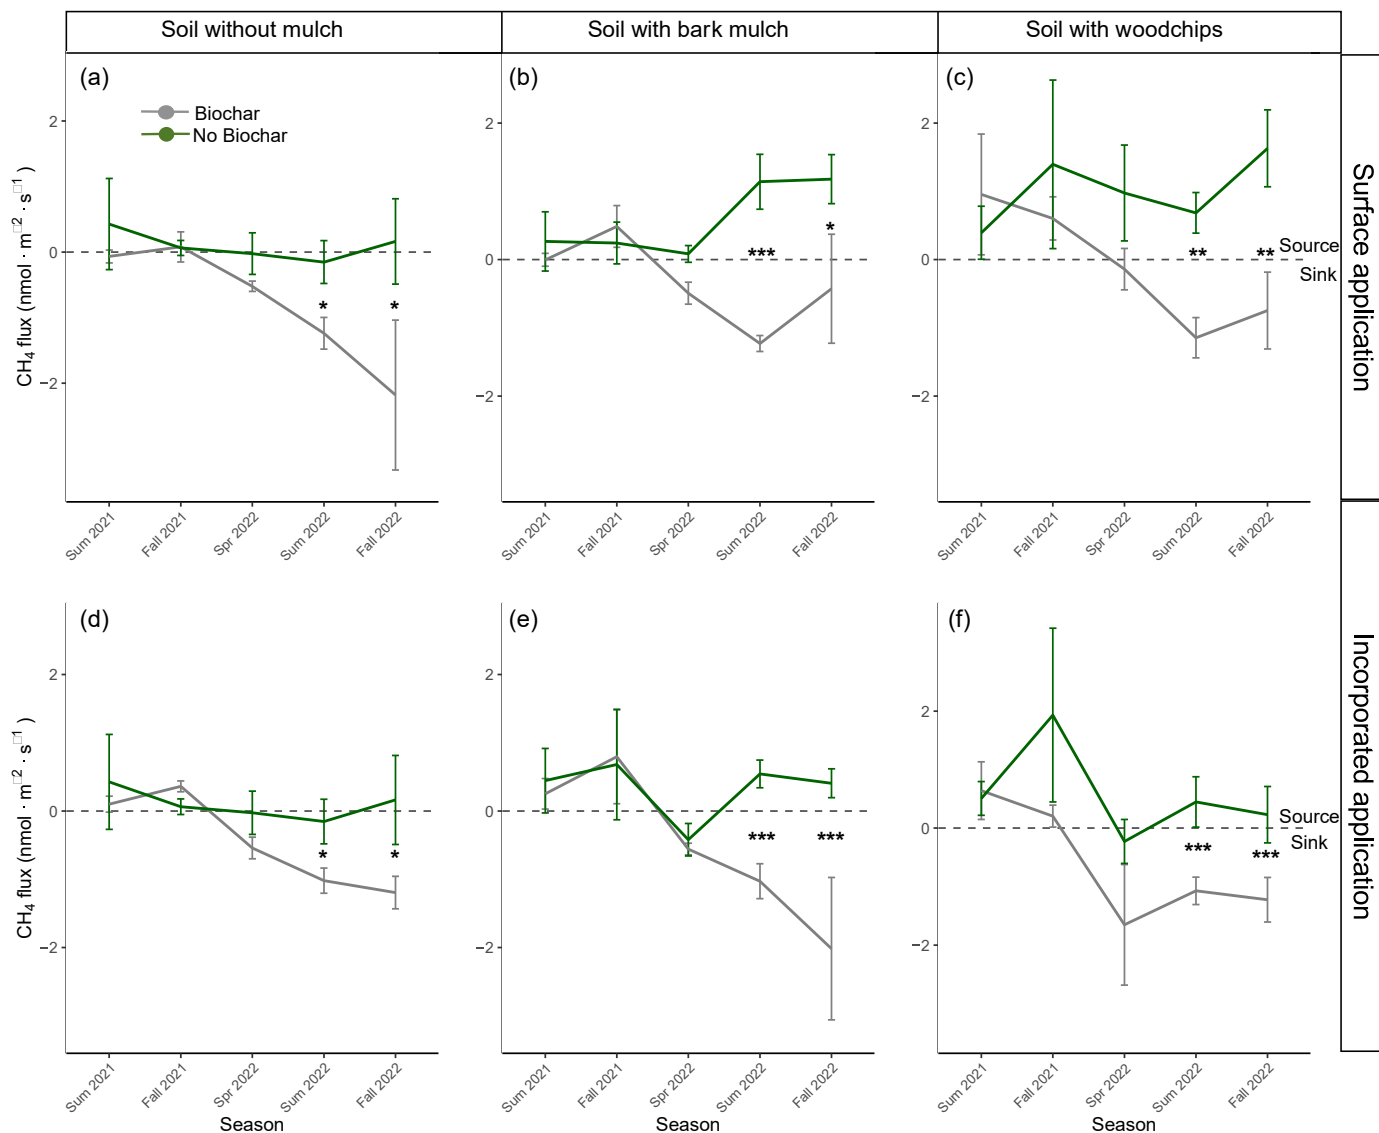 Soil without mulch
Soil with bark mulch
Soil with woodchips
(a)
Biochar
No Biochar
2
0
−2
CH4 flux (nmol · m□2 · s□1 )
*
*
Sum 2021
Fall 2021
Spr 2022
Sum 2022
Fall 2022
(b)
2
0
−2
***
*
Sum 2021
Fall 2021
Spr 2022
Sum 2022
Fall 2022
(c)
2
0
−2
**
**
Source
Sink
Sum 2021
Fall 2021
Spr 2022
Sum 2022
Fall 2022
Surface application
(d)
2
0
−2
CH4 flux (nmol · m□2 · s□1 )
*
*
Sum 2021
Fall 2021
Spr 2022
Sum 2022
Fall 2022
Season
(e)
2
0
−2
***
***
Sum 2021
Fall 2021
Spr 2022
Sum 2022
Fall 2022
Season
(f)
2
0
−2
***
***
Source
Sink
Sum 2021
Fall 2021
Spr 2022
Sum 2022
Fall 2022
Season
Incorporated application